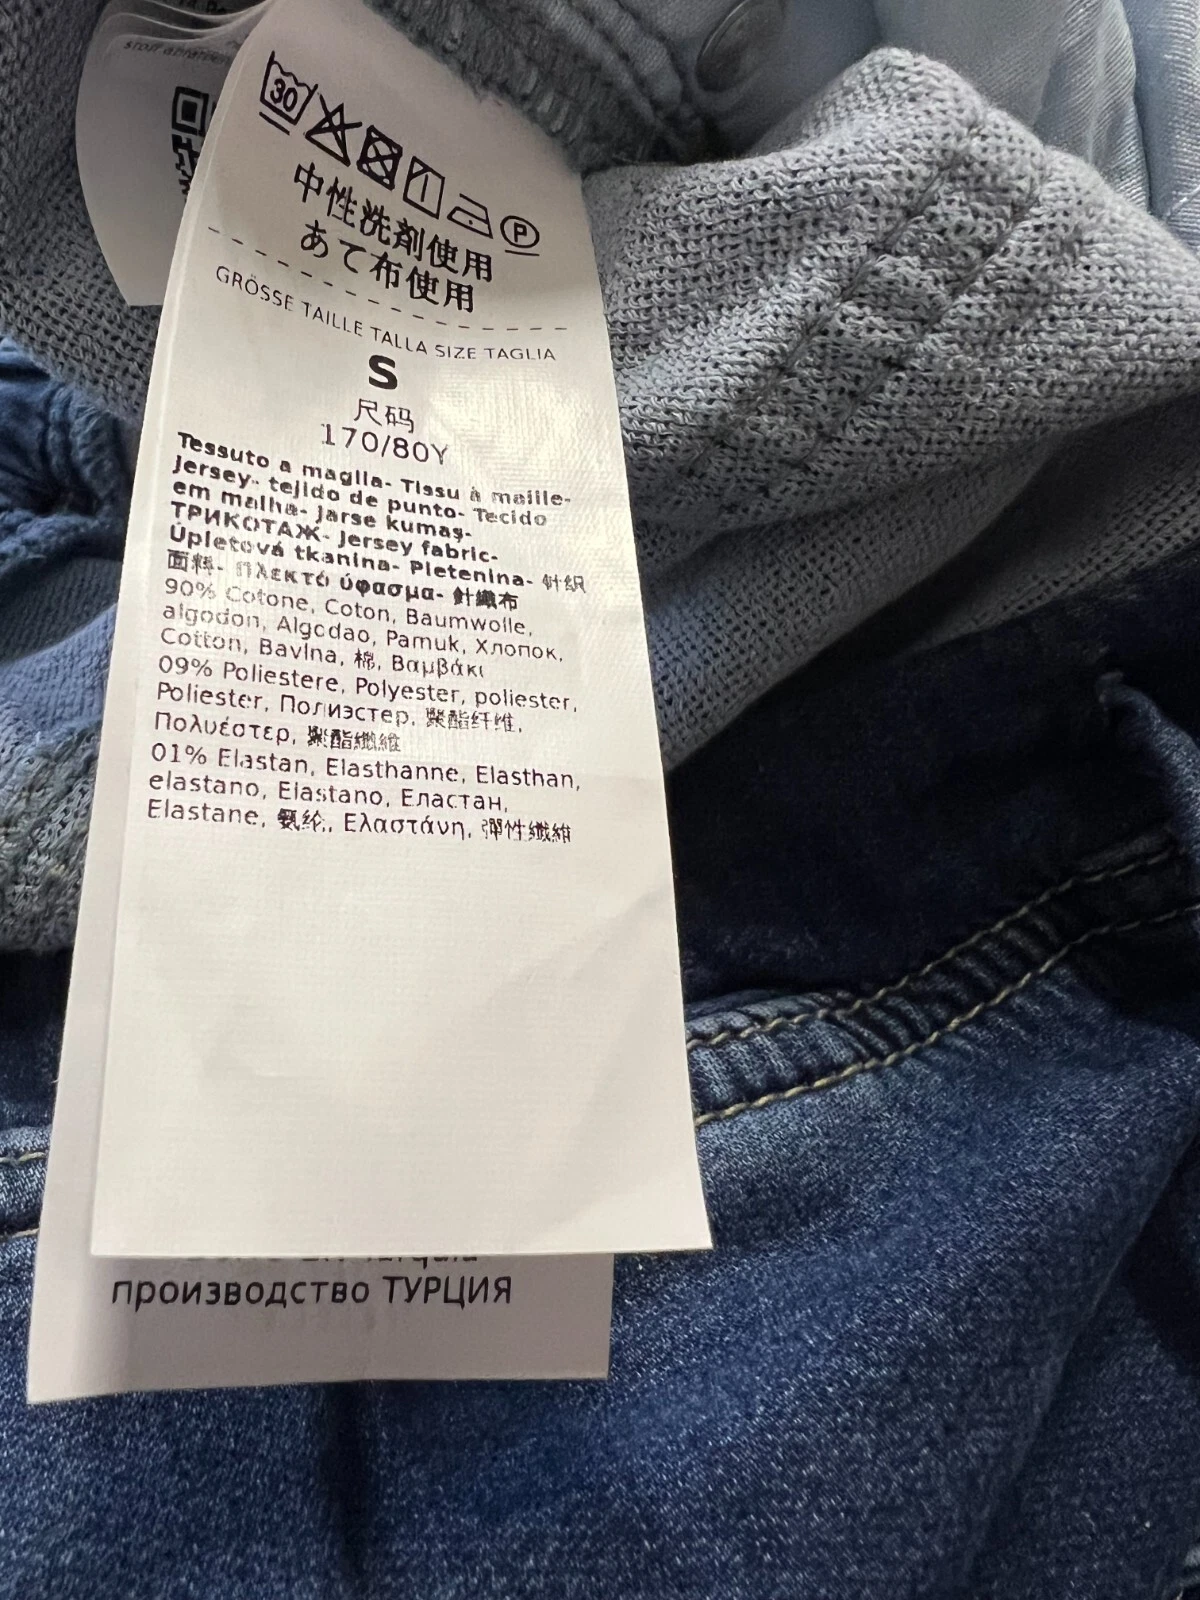 30
P
中性洗剤使用
あて布使用
GRÖSSE TAILLE TALLA SIZE TAGLIA
S
尺码
170/80Y
Tessuto a maglia- Tissu à maille-
Jersey- tejido de punto- Tecido
em malha- Jarse kumaş-
ТРИКОТАЖ- Jersey fabric-
Úpletová tkanina- Pletenina- 针织
面料- Πλεκτό ύφασμα- 針織布
90% Cotone, Coton, Baumwolle,
algodon, Algodao, Pamuk, Хлопок,
Cotton, Bavlna, 棉, Βαμβάκι
09% Poliestere, Polyester, poliester,
Poliester, Полиэстер, 聚酯纤维,
Πολυέστερ, 聚酯纖維
01% Elastan, Elasthanne, Elasthan,
elastano, Elastano, Еластан,
Elastane, 氨纶, Ελαστάνη, 彈性纖維
производство ТУРЦИЯ